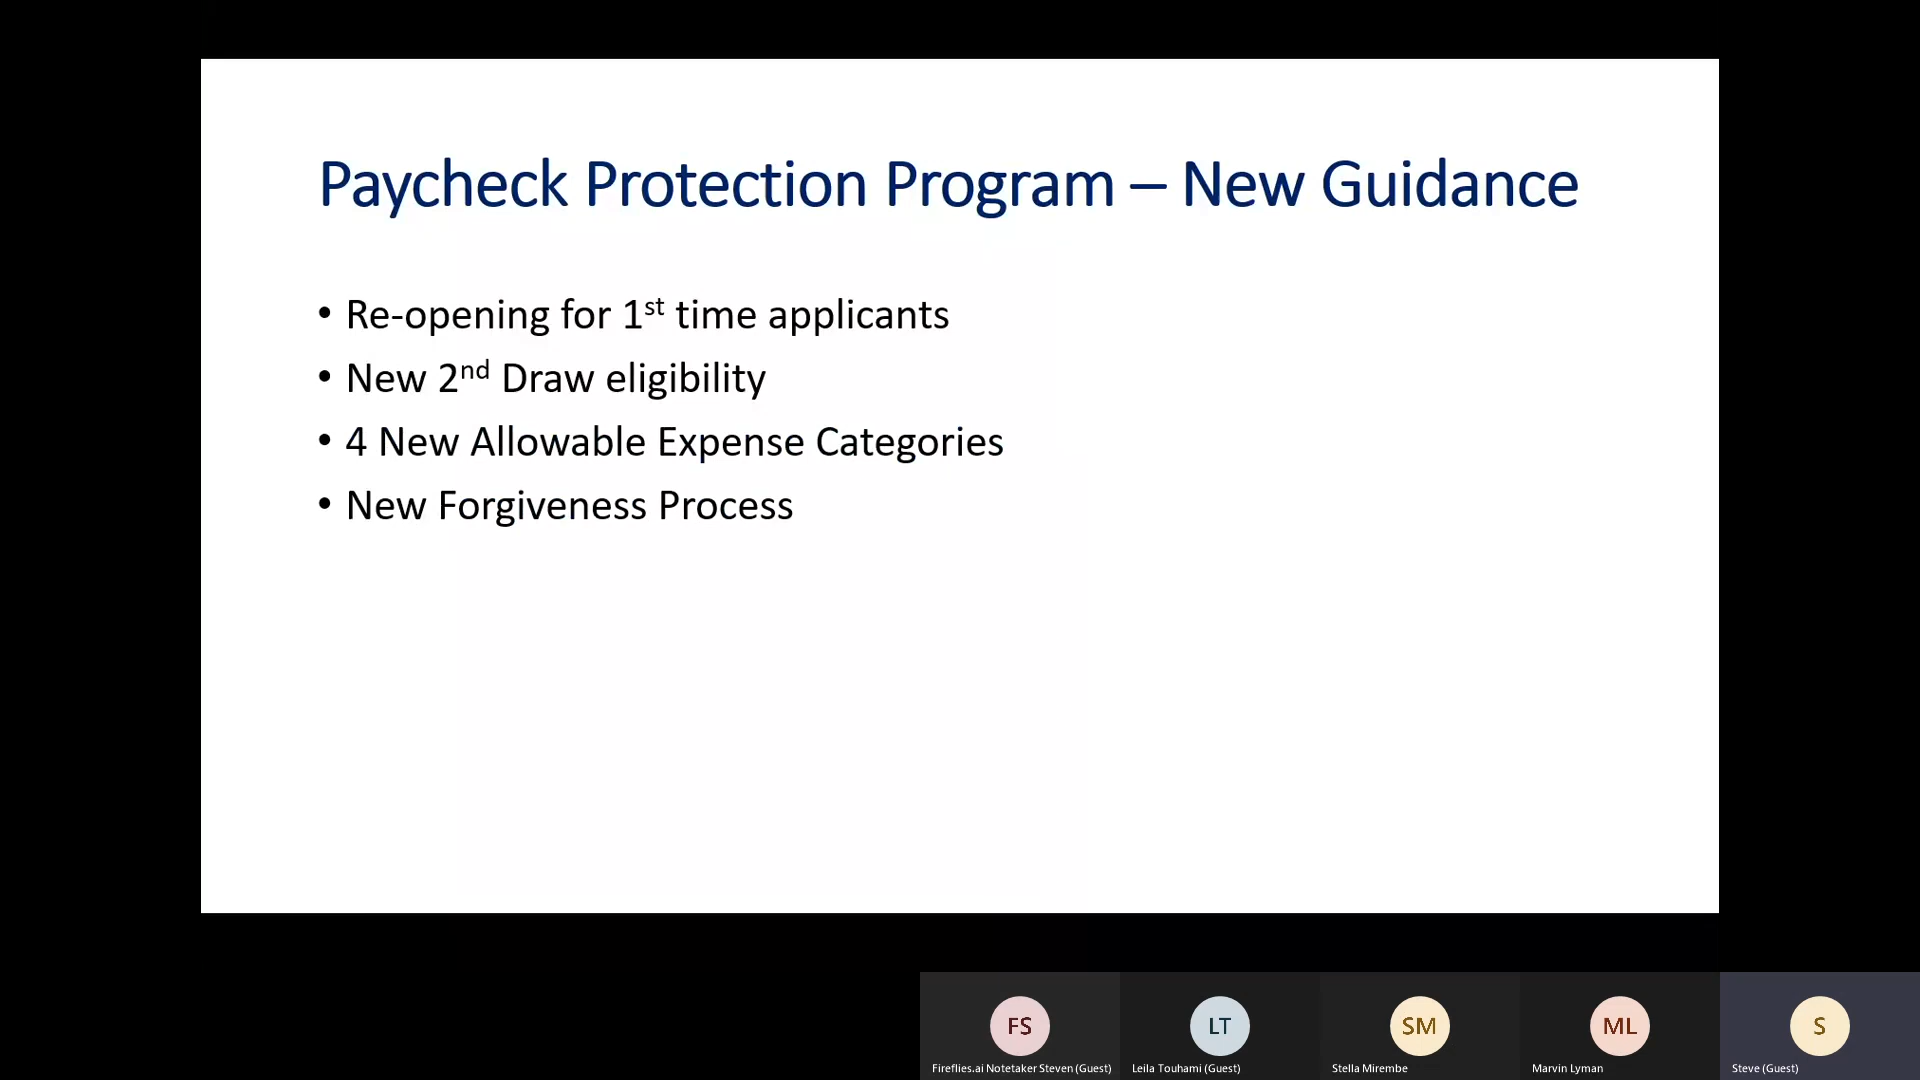 Paycheck Protection Program – New Guidance
• Re-opening for 1st time applicants
• New 2nd Draw eligibility
• 4 New Allowable Expense Categories
• New Forgiveness Process
FS
LT
SM
ML
S
Fireflies.ai Notetaker Steven (Guest)
Leila Touhami (Guest)
Stella Mirembe
Marvin Lyman
Steve (Guest)